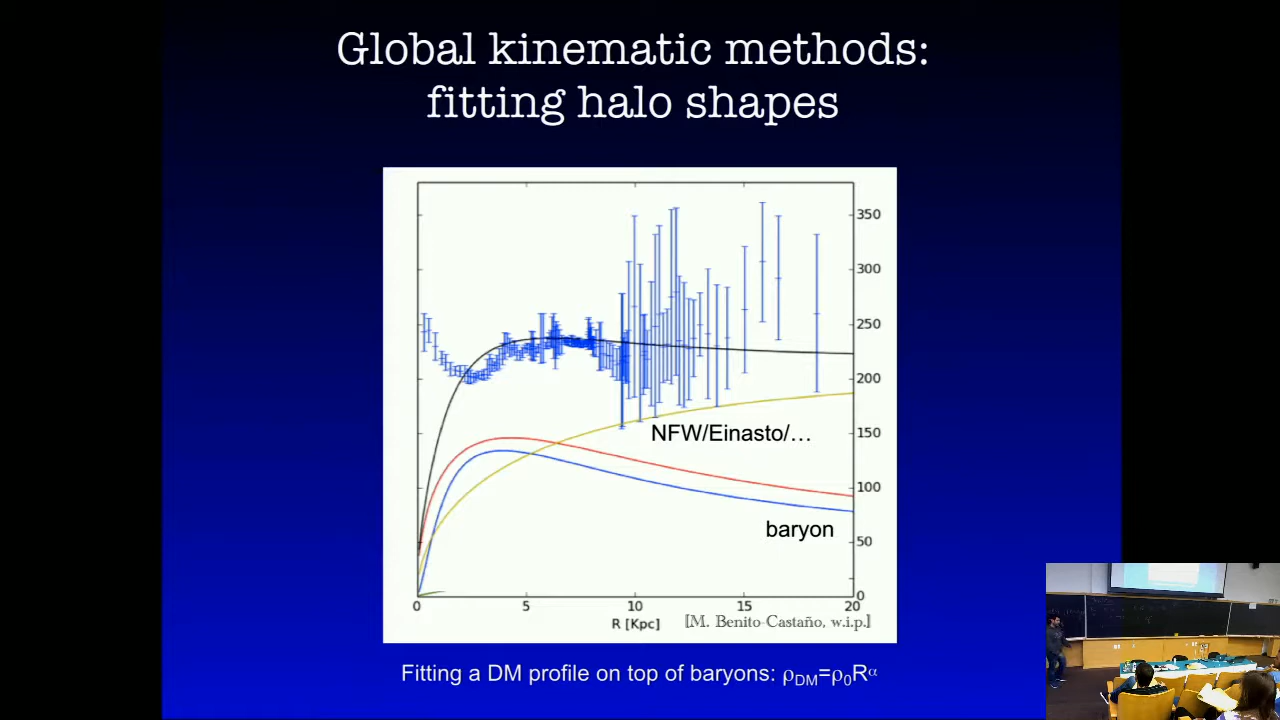 Global kinematic methods:
fitting halo shapes
350
300
250
200
150
100
50
0
NFW/Einasto/...
baryon
0 5 10 15 20
R [Kpc]
[M. Benito-Castaño, w.i.p.]
Fitting a DM profile on top of baryons: ρDM=ρ0Rα